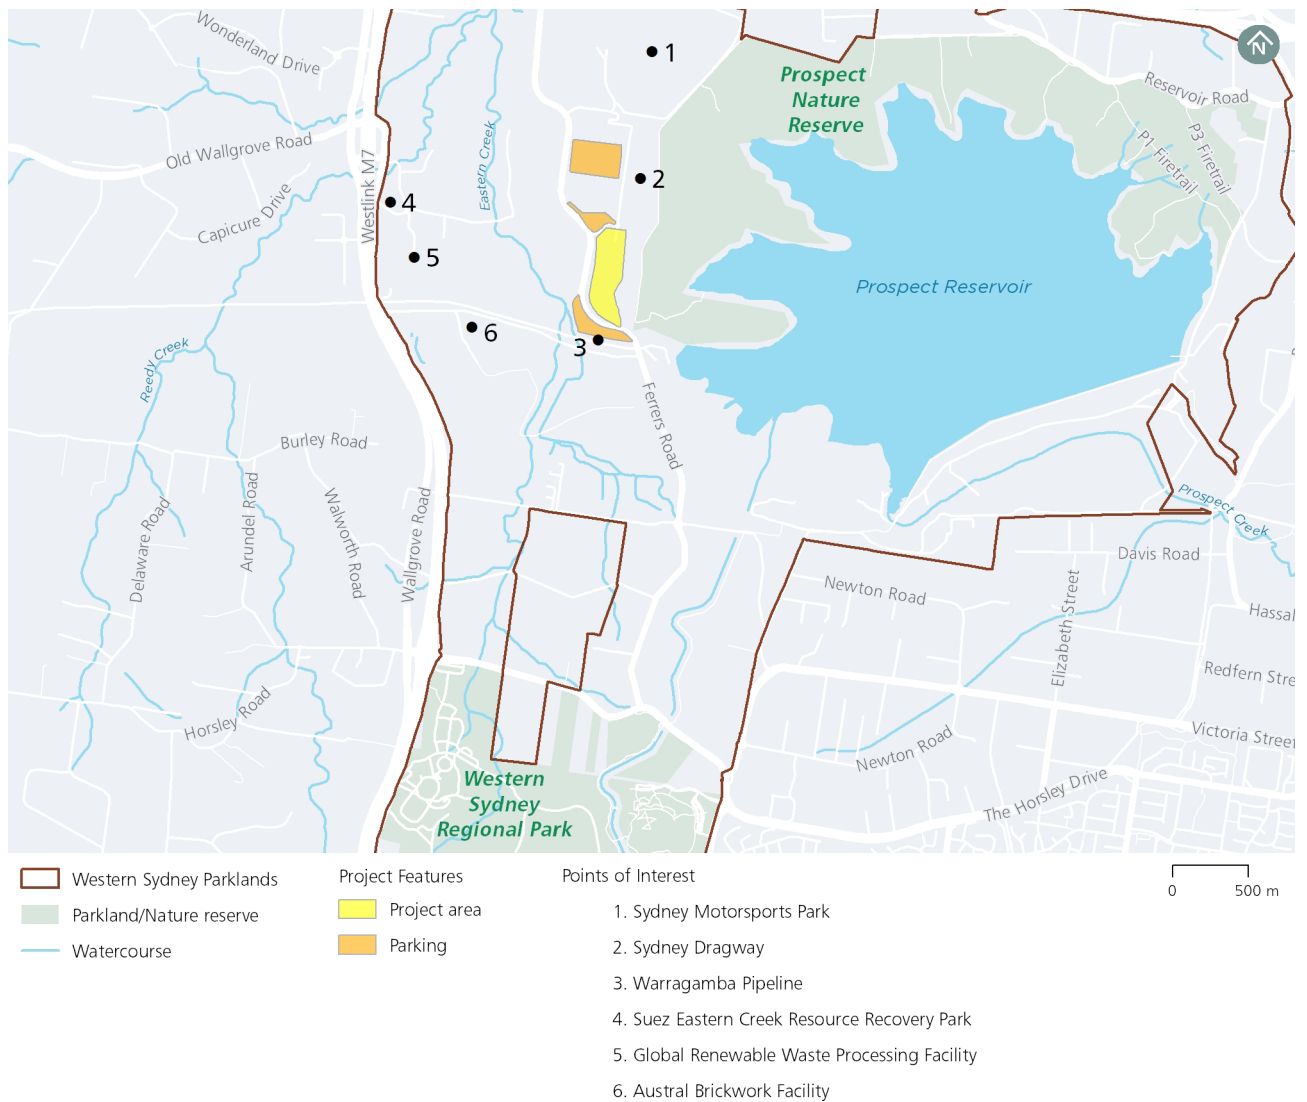 Wonderland Drive
1
N
Prospect
Nature
Reserve
Reservoir Road
P1 Firetrail
P3 Firetrail
Old Wallgrove Road
Eastern Creek
Westlink M7
2
4
Capicure Drive
5
Prospect Reservoir
6
3
Reedy Creek
Ferrers Road
Burley Road
Delaware Road
Arundel Road
Walworth Road
Wallgrove Road
Prospect Creek
Davis Road
Newton Road
Elizabeth Street
Hassal
Redfern Stre
Horsley Road
Victoria Street
Newton Road
The Horsley Drive
Western
Sydney
Regional Park
Western Sydney Parklands
Parkland/Nature reserve
Watercourse
Project Features
Project area
Parking
Points of Interest
1. Sydney Motorsports Park
2. Sydney Dragway
3. Warragamba Pipeline
4. Suez Eastern Creek Resource Recovery Park
5. Global Renewable Waste Processing Facility
6. Austral Brickwork Facility
0 500 m